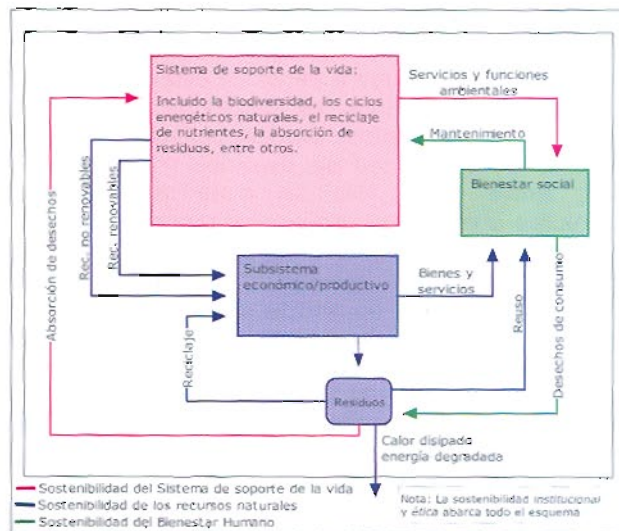 Sistema de soporte de la vida:
Incluido la biodiversidad, los ciclos
energéticos naturales, el reciclaje
de nutrientes, la absorción de
residuos, entre otros.
Servicios y funciones
ambientales
Mantenimiento
Bienestar social
Absorción de desechos
Rec. no renovables
Rec. renovables
Subsistema
económico/productivo
Bienes y
servicios
Reuso
Desechos de consumo
Reciclaje
Residuos
Calor disipado
energía degradada
Sostenibilidad del Sistema de soporte de la vida
Sostenibilidad de los recursos naturales
Sostenibilidad del Bienestar Humano
Nota: La sostenibilidad institucional
y ética abarca todo el esquema